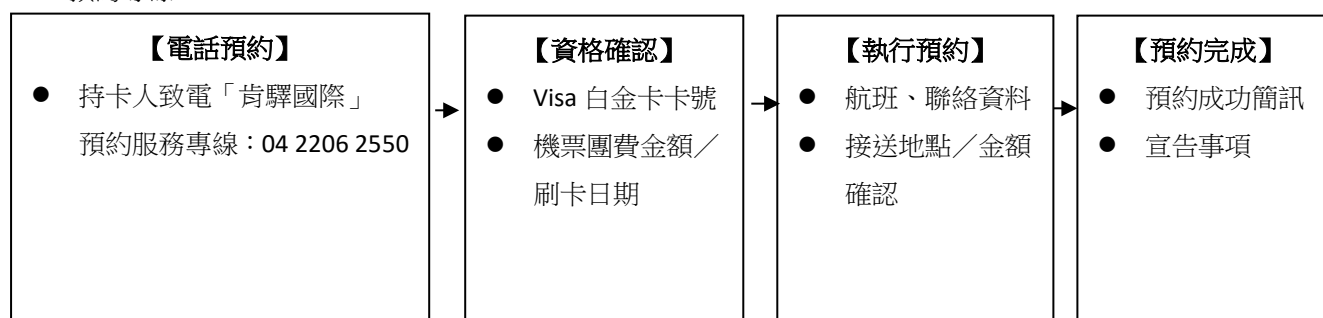 【電話預約】
● 持卡人致電「肯驛國際」
預約服務專線：04 2206 2550
【資格確認】
● Visa 白金卡卡號
● 機票團費金額／
刷卡日期
【執行預約】
● 航班、聯絡資料
● 接送地點／金額
確認
【預約完成】
● 預約成功簡訊
● 宣告事項